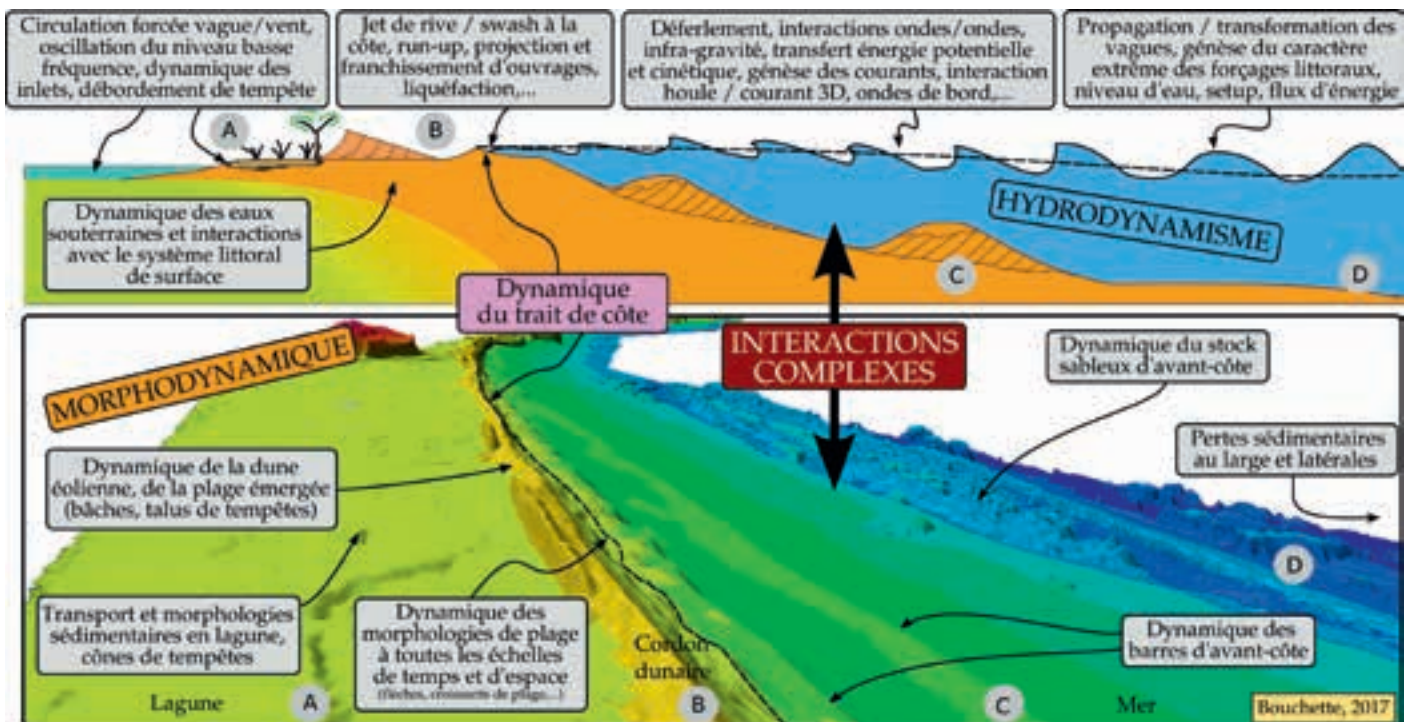 Circulation forcée vague/vent,
oscillation du niveau basse
fréquence, dynamique des
inlets, débordement de tempête
Jet de rive / swash à la
côte, run-up, projection et
franchissement d'ouvrages,
liquéfaction,...
Déferlement, interactions ondes/ondes,
infra-gravité, transfert énergie potentielle
et cinétique, génèse des courants, interaction
houle / courant 3D, ondes de bord,...
Propagation / transformation des
vagues, génèse du caractère
extrême des forçages littoraux,
niveau d'eau, setup, flux d'énergie
A
B
Dynamique des eaux
souterraines et interactions
avec le système littoral
de surface
HYDRODYNAMISME
C
D
Dynamique
du trait de côte
MORPHODYNAMIQUE
INTERACTIONS
COMPLEXES
Dynamique du stock
sableux d'avant-côte
Pertes sédimentaires
au large et latérales
Dynamique de la dune
éolienne, de la plage émergée
(bâches, talus de tempêtes)
D
Transport et morphologies
sédimentaires en lagune,
cônes de tempêtes
Dynamique des
morphologies de plage
à toutes les échelles
de temps et d'espace
(flèches, croissants de plage,...)
Cordon
dunaire
Dynamique des
barres d'avant-côte
Lagune
A
B
C
Mer
Bouchette, 2017